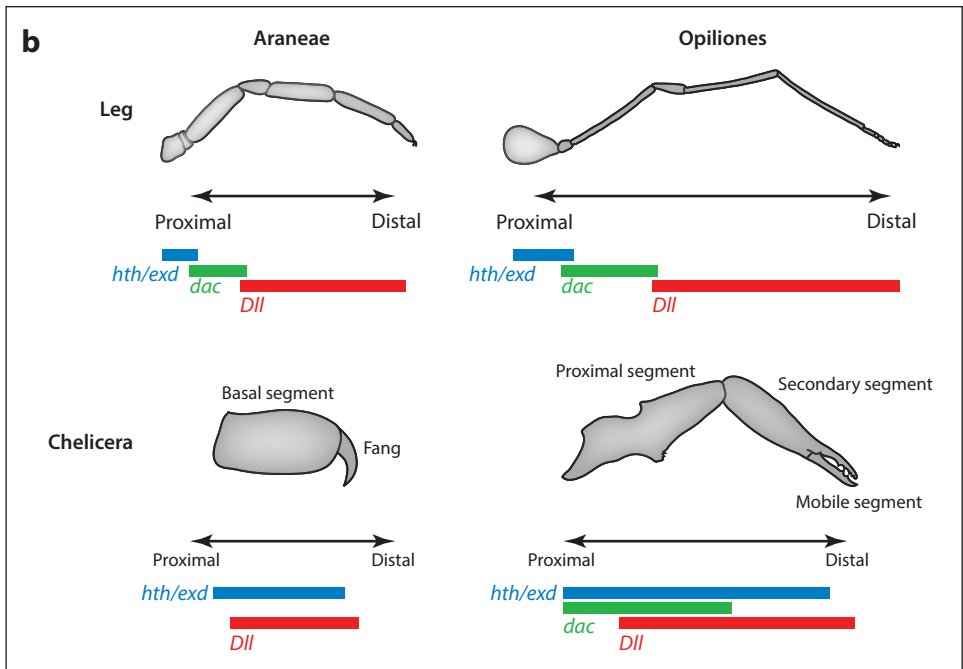 b
Araneae
Opiliones
Leg
Proximal
Distal
Proximal
Distal
hth/exd
dac
Dll
hth/exd
dac
Dll
Chelicera
Basal segment
Fang
Proximal segment
Secondary segment
Mobile segment
Proximal
Distal
Proximal
Distal
hth/exd
Dll
hth/exd
dac
Dll